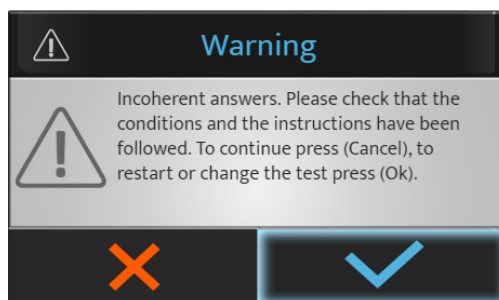 Warning
Incoherent answers. Please check that the
conditions and the instructions have been
followed. To continue press (Cancel), to
restart or change the test press (Ok).